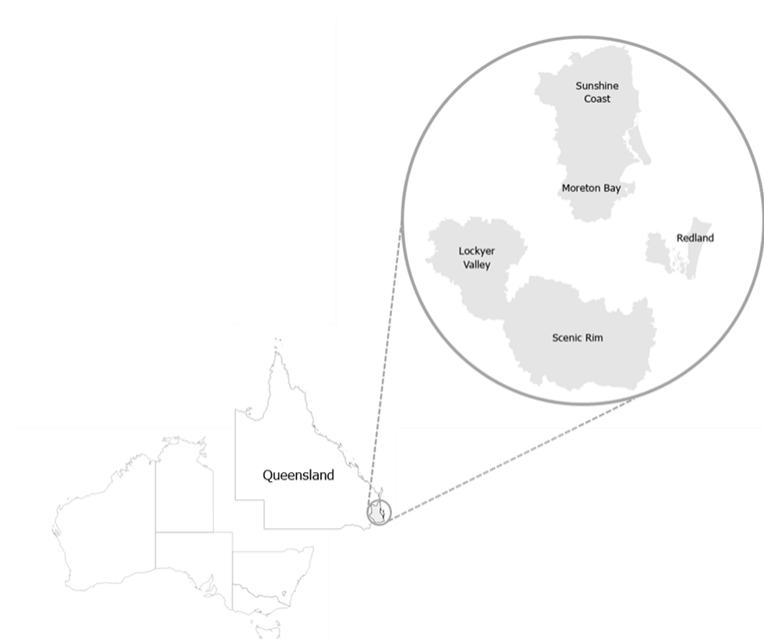 Sunshine
Coast
Moreton Bay
Redland
Lockyer
Valley
Scenic Rim
Queensland